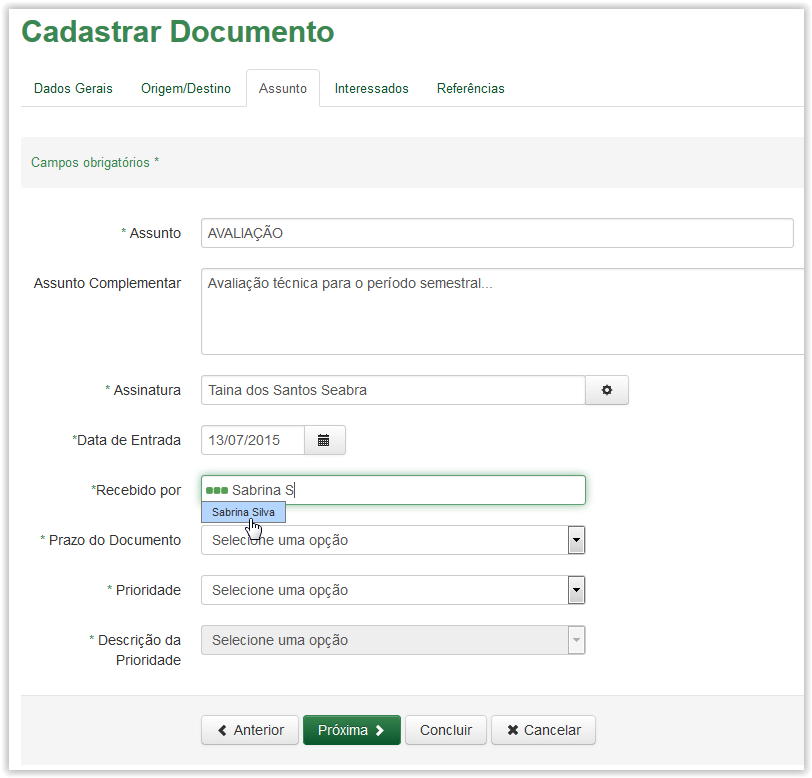 Cadastrar Documento
Dados Gerais Origem/Destino Assunto Interessados Referências
Campos obrigatórios *
* Assunto AVALIAÇÃO
Assunto Complementar Avaliação técnica para o período semestral...
* Assinatura Taina dos Santos Seabra
*Data de Entrada 13/07/2015
*Recebido por Sabrina S
Sabrina Silva
* Prazo do Documento Selecione uma opção
* Prioridade Selecione uma opção
* Descrição da Prioridade Selecione uma opção
Anterior Próxima Concluir Cancelar